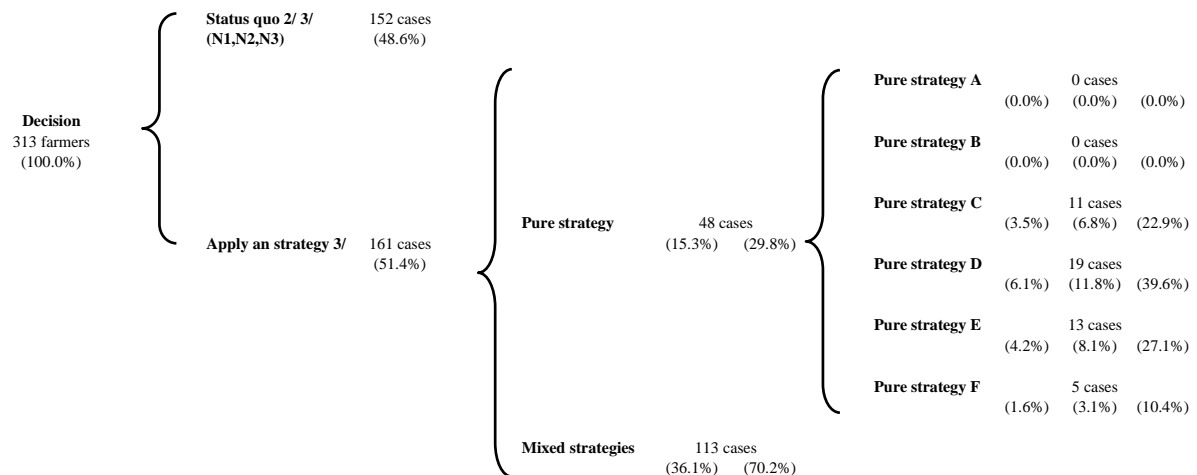 Status quo 2/ 3/ 152 cases
(N1,N2,N3) (48.6%)
Decision
313 farmers
(100.0%)
Apply an strategy 3/ 161 cases
(51.4%)
Pure strategy 48 cases
(15.3%) (29.8%)
Mixed strategies 113 cases
(36.1%) (70.2%)
Pure strategy A 0 cases
(0.0%) (0.0%) (0.0%)
Pure strategy B 0 cases
(0.0%) (0.0%) (0.0%)
Pure strategy C 11 cases
(3.5%) (6.8%) (22.9%)
Pure strategy D 19 cases
(6.1%) (11.8%) (39.6%)
Pure strategy E 13 cases
(4.2%) (8.1%) (27.1%)
Pure strategy F 5 cases
(1.6%) (3.1%) (10.4%)